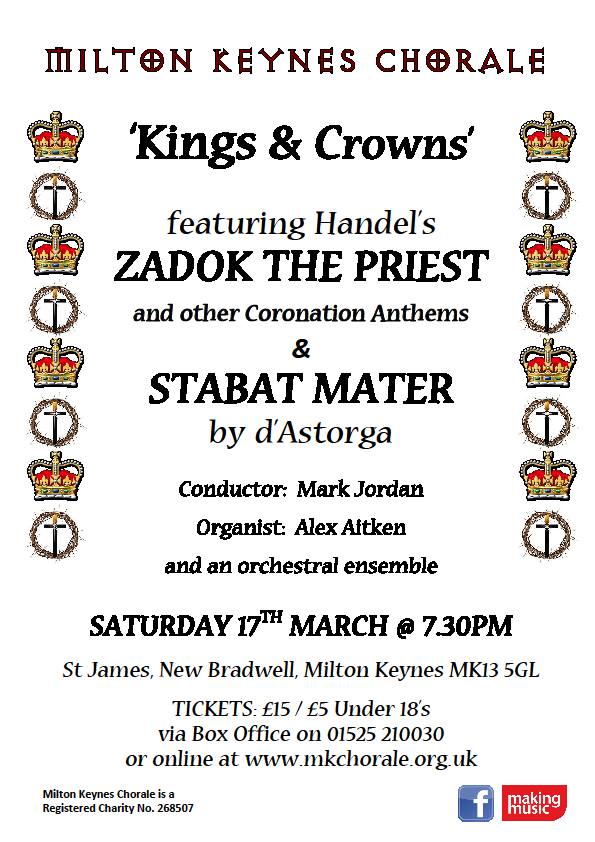 MILTON KEYNES CHORALE
‘Kings & Crowns’
featuring Handel's
ZADOK THE PRIEST
and other Coronation Anthems
&
STABAT MATER
by d'Astorga
Conductor: Mark Jordan
Organist: Alex Aitken
and an orchestral ensemble
SATURDAY 17TH MARCH @ 7.30PM
St James, New Bradwell, Milton Keynes MK13 5GL
TICKETS: £15 / £5 Under 18's
via Box Office on 01525 210030
or online at www.mkchorale.org.uk
Milton Keynes Chorale is a
Registered Charity No. 268507
f
making
music